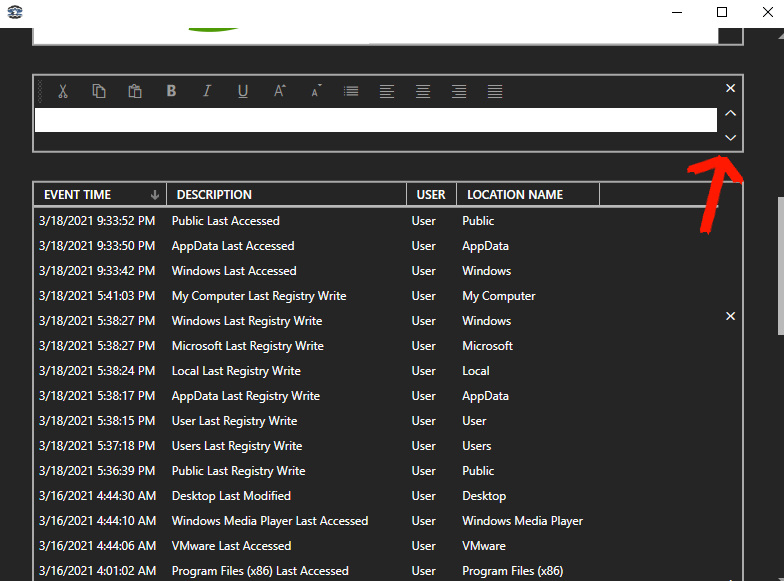 B I U A A
EVENT TIME DESCRIPTION USER LOCATION NAME
3/18/2021 9:33:52 PM Public Last Accessed User Public
3/18/2021 9:33:50 PM AppData Last Accessed User AppData
3/18/2021 9:33:42 PM Windows Last Accessed User Windows
3/18/2021 5:41:03 PM My Computer Last Registry Write User My Computer
3/18/2021 5:38:27 PM Windows Last Registry Write User Windows
3/18/2021 5:38:27 PM Microsoft Last Registry Write User Microsoft
3/18/2021 5:38:24 PM Local Last Registry Write User Local
3/18/2021 5:38:17 PM AppData Last Registry Write User AppData
3/18/2021 5:38:15 PM User Last Registry Write User User
3/18/2021 5:37:18 PM Users Last Registry Write User Users
3/18/2021 5:36:39 PM Public Last Registry Write User Public
3/16/2021 4:44:30 AM Desktop Last Modified User Desktop
3/16/2021 4:44:10 AM Windows Media Player Last Accessed User Windows Media Player
3/16/2021 4:44:06 AM VMware Last Accessed User VMware
3/16/2021 4:01:02 AM Program Files (x86) Last Accessed User Program Files (x86)